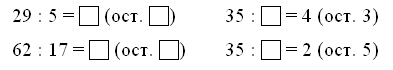 29 : 5 = □ (ост. □)
35 : □ = 4 (ост. 3)
62 : 17 = □ (ост. □)
35 : □ = 2 (ост. 5)